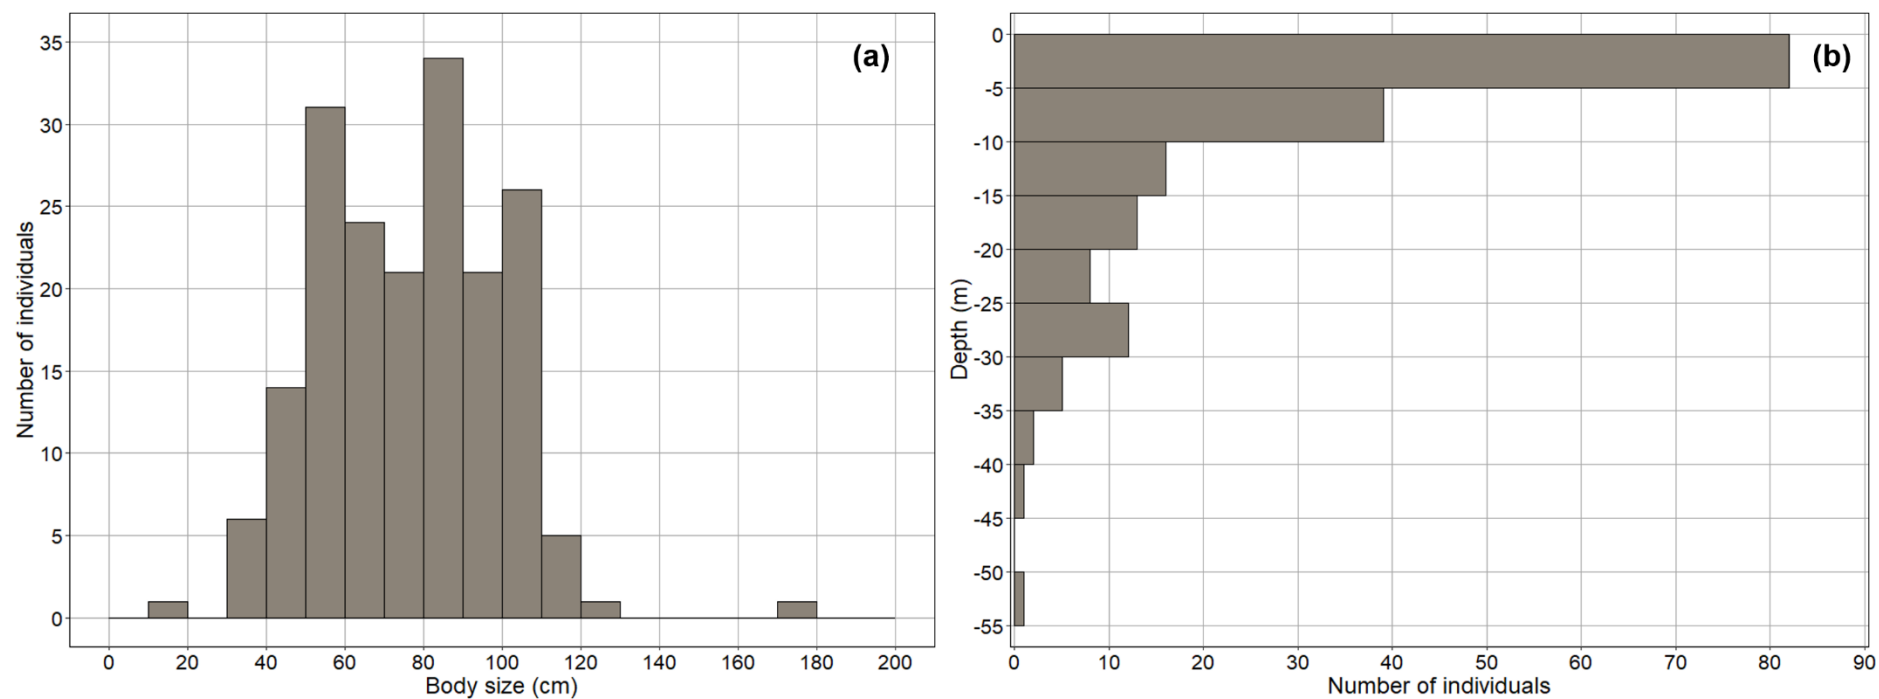 (a)
35
30
25
20
15
10
5
0
Number of individuals
0 20 40 60 80 100 120 140 160 180 200
Body size (cm)
(b)
0
-5
-10
-15
-20
-25
-30
-35
-40
-45
-50
-55
Depth (m)
0 10 20 30 40 50 60 70 80 90
Number of individuals